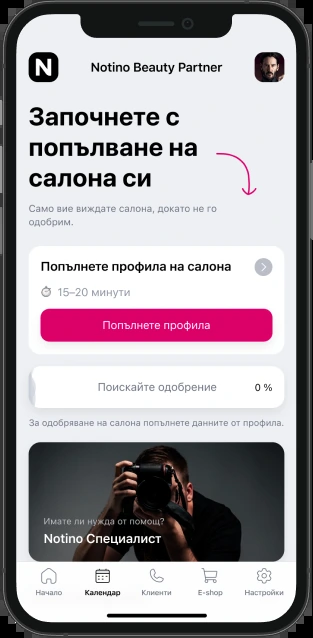 N
Notino Beauty Partner
Започнете с
попълване на
салона си
Само вие виждате салона, докато не го
одобрим.
Попълнете профила на салона
15–20 минути
Попълнете профила
Поискайте одобрение 0 %
За одобряване на салона попълнете данните от профила.
Имате ли нужда от помощ?
Notino Специалист
Начало Календар Клиенти E-shop Настройки